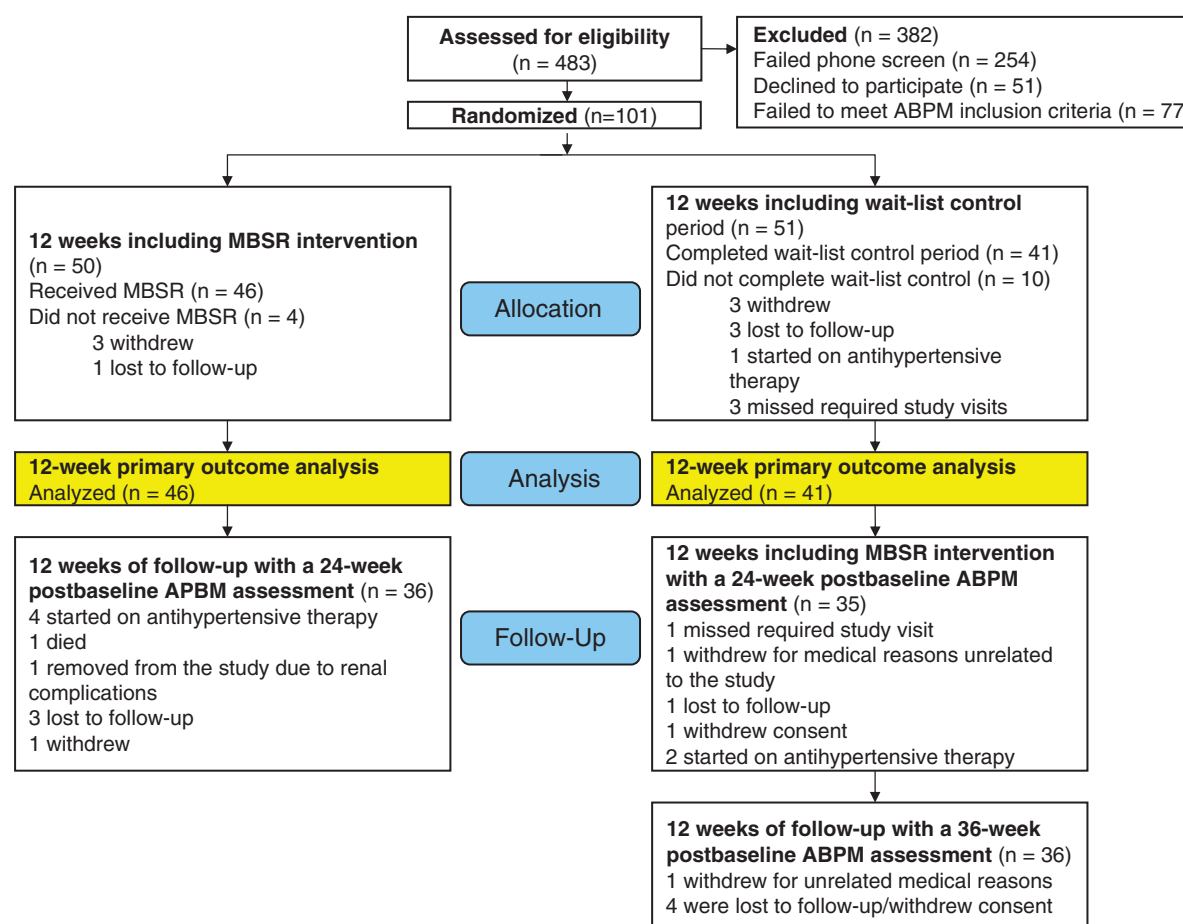 Assessed for eligibility
(n = 483)
Excluded (n = 382)
Failed phone screen (n = 254)
Declined to participate (n = 51)
Failed to meet ABPM inclusion criteria (n = 77
Randomized (n=101)
12 weeks including MBSR intervention
(n = 50)
Received MBSR (n = 46)
Did not receive MBSR (n = 4)
3 withdrew
1 lost to follow-up
Allocation
12 weeks including wait-list control
period (n = 51)
Completed wait-list control period (n = 41)
Did not complete wait-list control (n = 10)
3 withdrew
3 lost to follow-up
1 started on antihypertensive
therapy
3 missed required study visits
12-week primary outcome analysis
Analyzed (n = 46)
Analysis
12-week primary outcome analysis
Analyzed (n = 41)
12 weeks of follow-up with a 24-week
postbaseline APBM assessment (n = 36)
4 started on antihypertensive therapy
1 died
1 removed from the study due to renal
complications
3 lost to follow-up
1 withdrew
Follow-Up
12 weeks including MBSR intervention
with a 24-week postbaseline ABPM
assessment (n = 35)
1 missed required study visit
1 withdrew for medical reasons unrelated
to the study
1 lost to follow-up
1 withdrew consent
2 started on antihypertensive therapy
12 weeks of follow-up with a 36-week
postbaseline ABPM assessment (n = 36)
1 withdrew for unrelated medical reasons
4 were lost to follow-up/withdrew consent